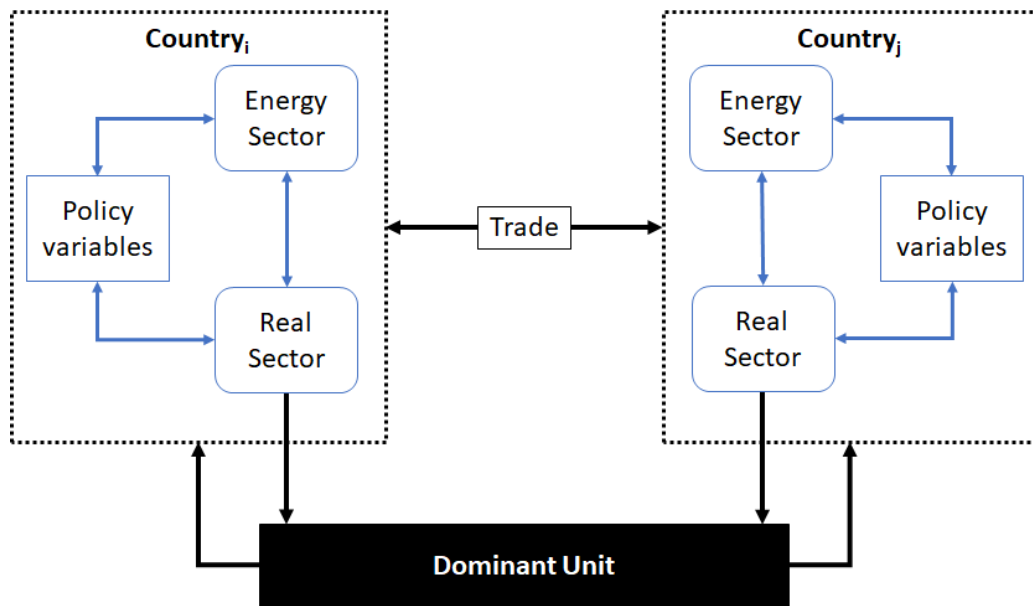 Country_i
Energy
Sector
Policy
variables
Real
Sector
Trade
Country_j
Energy
Sector
Policy
variables
Real
Sector
Dominant Unit